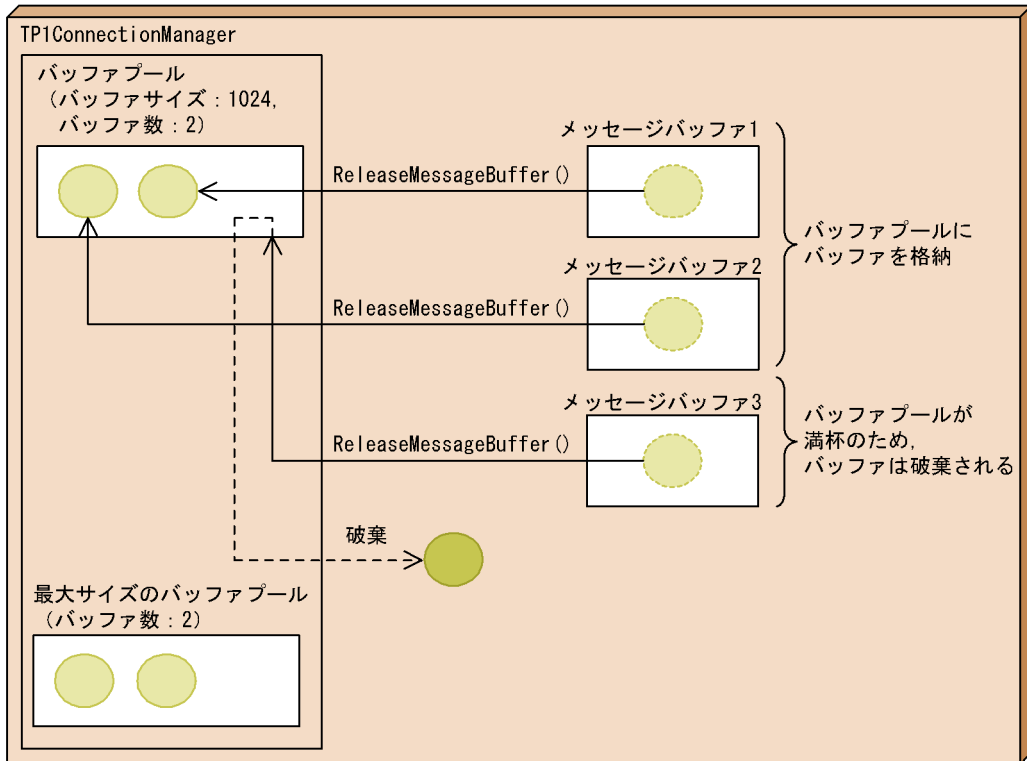 TP1ConnectionManager
バッファプール
（バッファサイズ：1024，
バッファ数：2）
メッセージバッファ1
ReleaseMessageBuffer()
バッファプールに
バッファを格納
メッセージバッファ2
ReleaseMessageBuffer()
メッセージバッファ3
ReleaseMessageBuffer()
バッファプールが
満杯のため，
バッファは破棄される
破棄
最大サイズのバッファプール
（バッファ数：2）